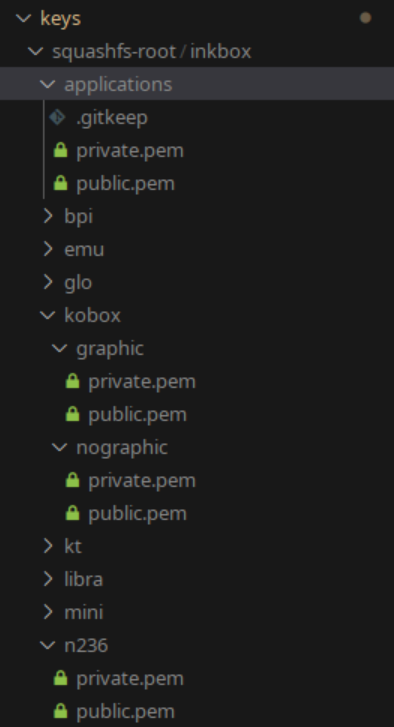 keys
squashfs-root / inkbox
applications
.gitkeep
private.pem
public.pem
bpi
emu
glo
kobox
graphic
private.pem
public.pem
nographic
private.pem
public.pem
kt
libra
mini
n236
private.pem
public.pem